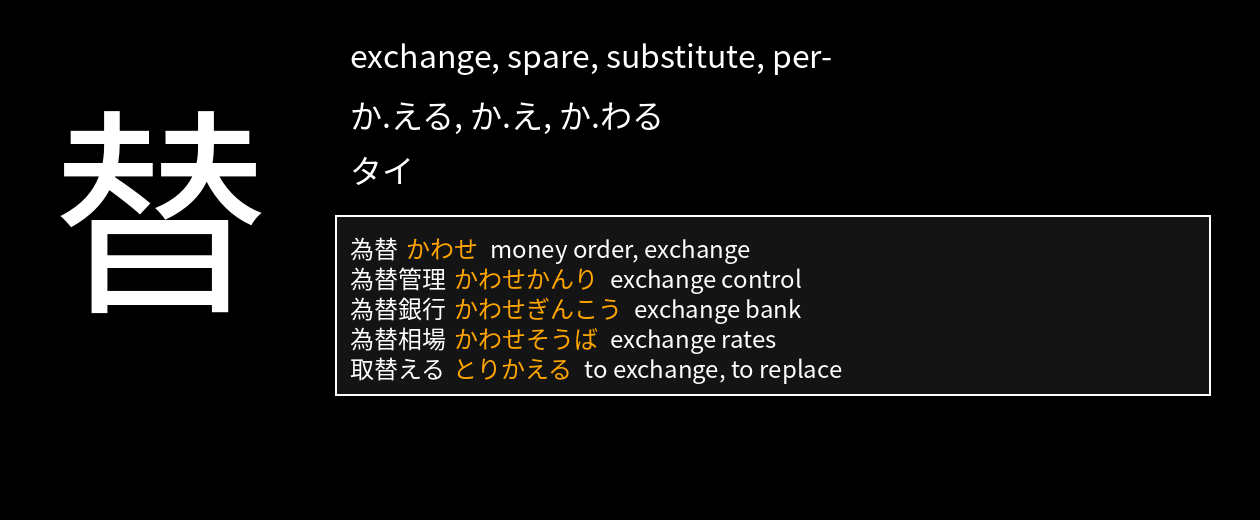 替
exchange, spare, substitute, per-
か.える, か.え, か.わる
タイ
為替 かわせ money order, exchange
為替管理 かわせかんり exchange control
為替銀行 かわせぎんこう exchange bank
為替相場 かわせそうば exchange rates
取替える とりかえる to exchange, to replace